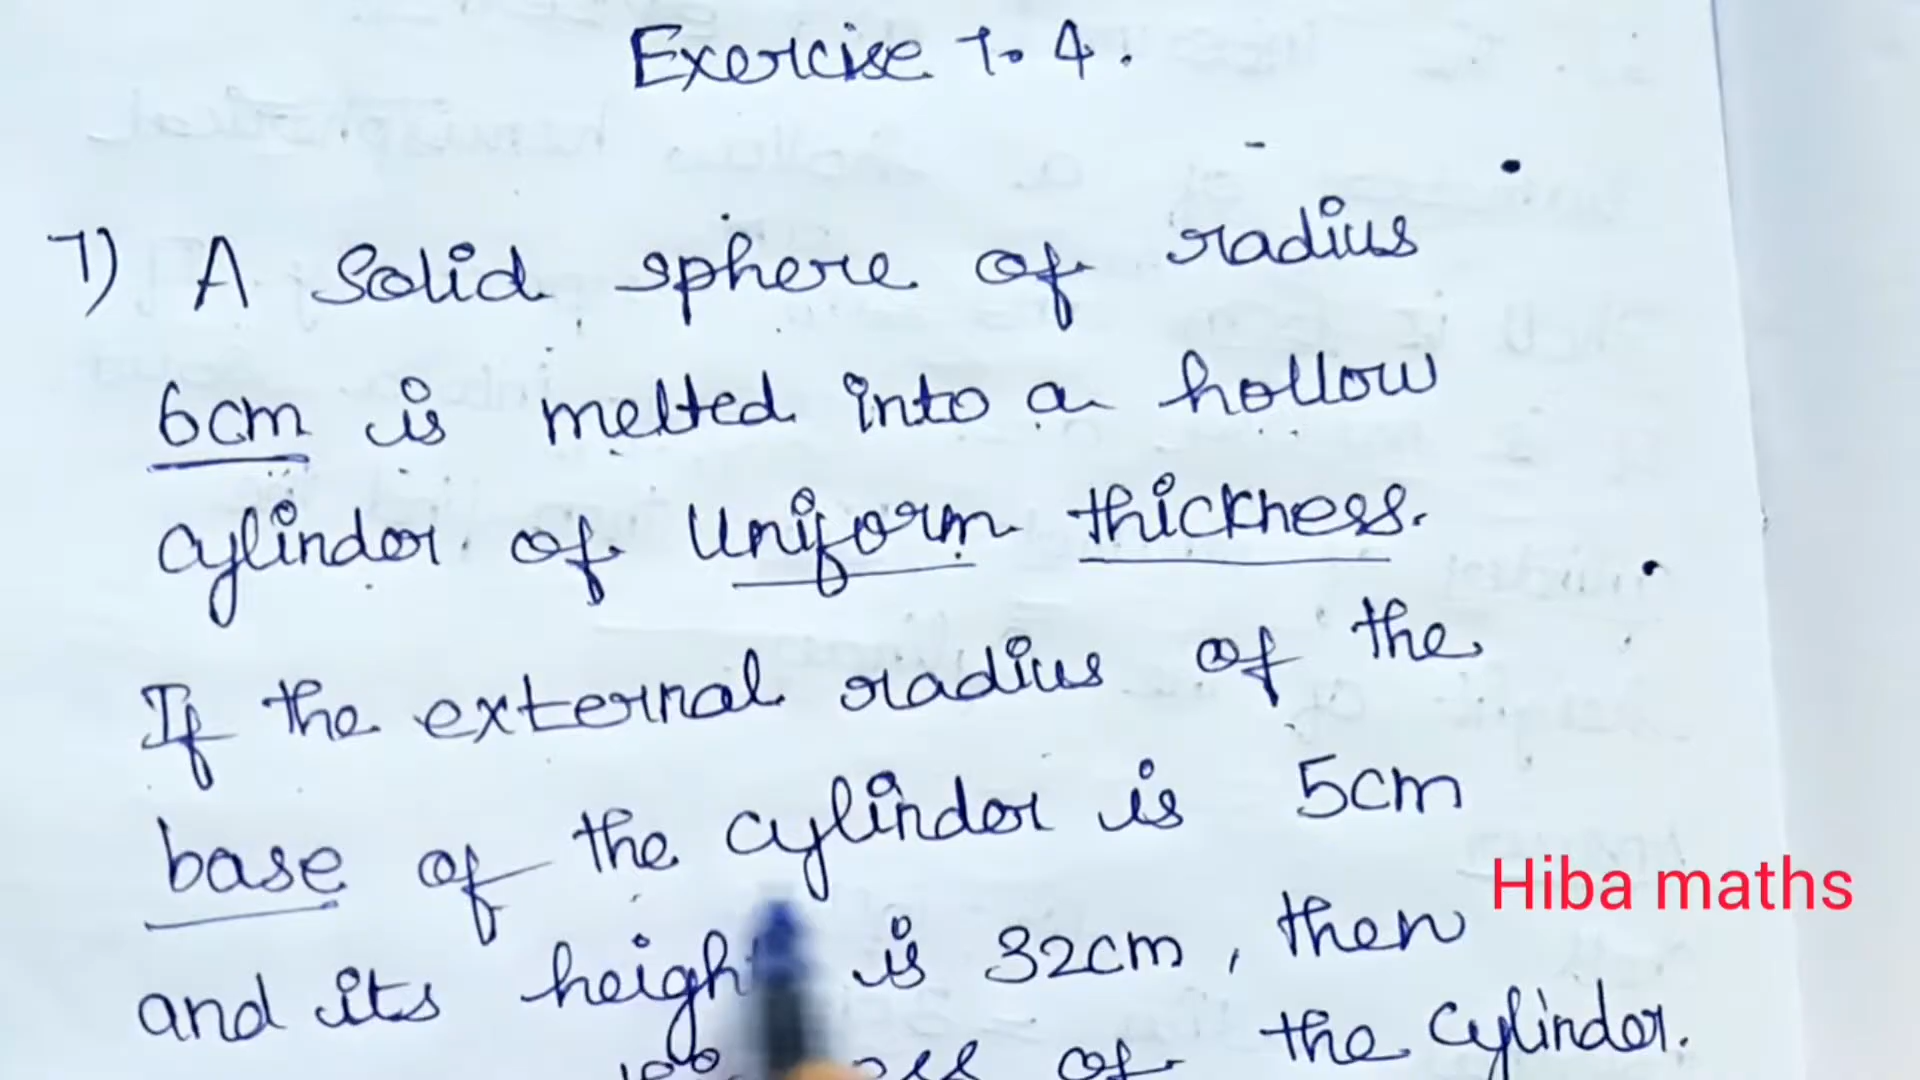 Exercise 7.4.
7) A Solid sphere of radius
6cm is melted into a hollow
cylinder of Uniform thickness.
If the external radius of the
base of the cylinder is 5cm
Hiba maths
and its height is 32cm, then
of the cylinder.